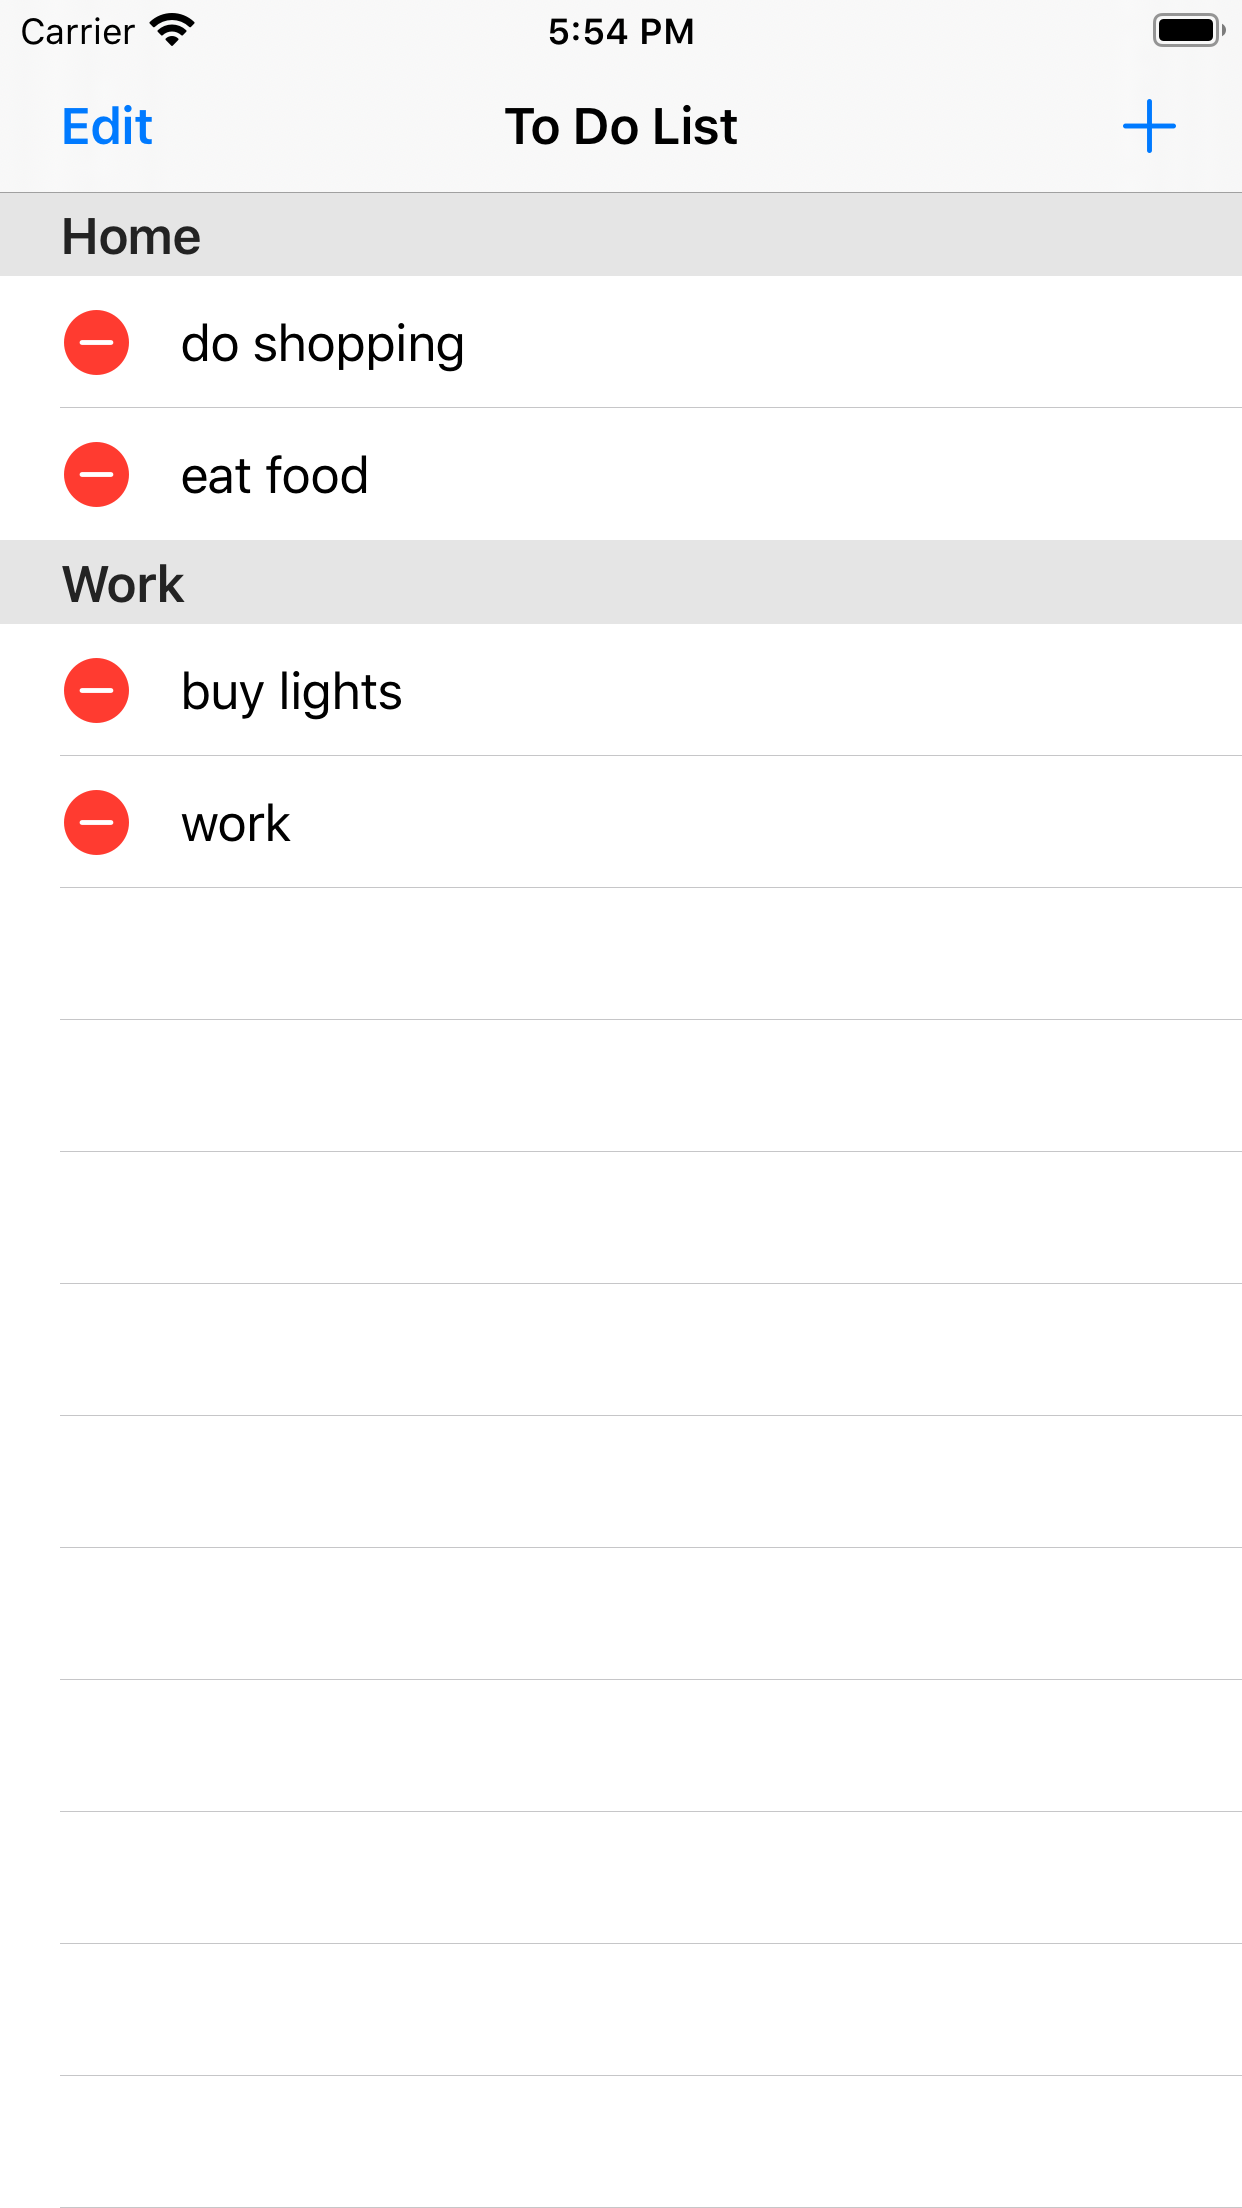 Carrier 5:54 PM
Edit To Do List
Home
do shopping
eat food
Work
buy lights
work